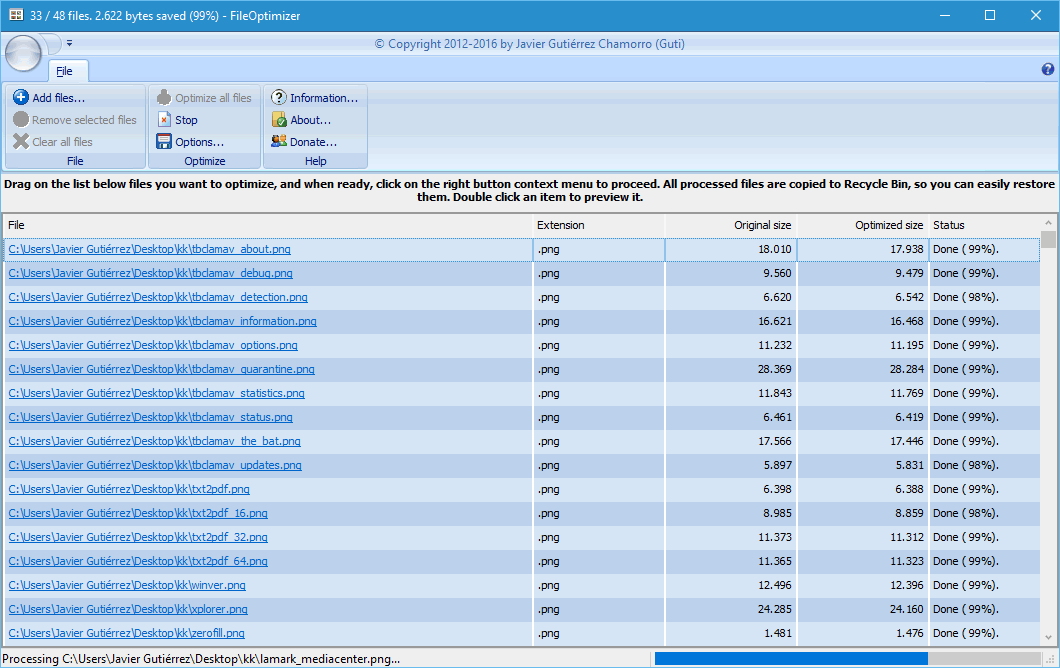 33 / 48 files. 2.622 bytes saved (99%) - FileOptimizer
© Copyright 2012-2016 by Javier Gutiérrez Chamorro (Guti)
File
Add files...
Remove selected files
Clear all files
File
Optimize all files
Stop
Options...
Optimize
Information...
About...
Donate...
Help
Drag on the list below files you want to optimize, and when ready, click on the right button context menu to proceed. All processed files are copied to Recycle Bin, so you can easily restore
them. Double click an item to preview it.
File Extension Original size Optimized size Status
C:\Users\Javier Gutiérrez\Desktop\kk\tbclamav_about.png .png 18.010 17.938 Done (99%).
C:\Users\Javier Gutiérrez\Desktop\kk\tbclamav_debug.png .png 9.560 9.479 Done (99%).
C:\Users\Javier Gutiérrez\Desktop\kk\tbclamav_detection.png .png 6.620 6.542 Done (98%).
C:\Users\Javier Gutiérrez\Desktop\kk\tbclamav_information.png .png 16.621 16.468 Done (99%).
C:\Users\Javier Gutiérrez\Desktop\kk\tbclamav_options.png .png 11.232 11.195 Done (99%).
C:\Users\Javier Gutiérrez\Desktop\kk\tbclamav_quarantine.png .png 28.369 28.284 Done (99%).
C:\Users\Javier Gutiérrez\Desktop\kk\tbclamav_statistics.png .png 11.843 11.769 Done (99%).
C:\Users\Javier Gutiérrez\Desktop\kk\tbclamav_status.png .png 6.461 6.419 Done (99%).
C:\Users\Javier Gutiérrez\Desktop\kk\tbclamav_the_bat.png .png 17.566 17.446 Done (99%).
C:\Users\Javier Gutiérrez\Desktop\kk\tbclamav_updates.png .png 5.897 5.831 Done (98%).
C:\Users\Javier Gutiérrez\Desktop\kk\txt2pdf.png .png 6.398 6.388 Done (99%).
C:\Users\Javier Gutiérrez\Desktop\kk\txt2pdf_16.png .png 8.985 8.859 Done (98%).
C:\Users\Javier Gutiérrez\Desktop\kk\txt2pdf_32.png .png 11.373 11.312 Done (99%).
C:\Users\Javier Gutiérrez\Desktop\kk\txt2pdf_64.png .png 11.365 11.323 Done (99%).
C:\Users\Javier Gutiérrez\Desktop\kk\winver.png .png 12.496 12.396 Done (99%).
C:\Users\Javier Gutiérrez\Desktop\kk\xplorer.png .png 24.285 24.160 Done (99%).
C:\Users\Javier Gutiérrez\Desktop\kk\zerofill.png .png 1.481 1.476 Done (99%).
Processing C:\Users\Javier Gutiérrez\Desktop\kk\lamark_mediacenter.png...